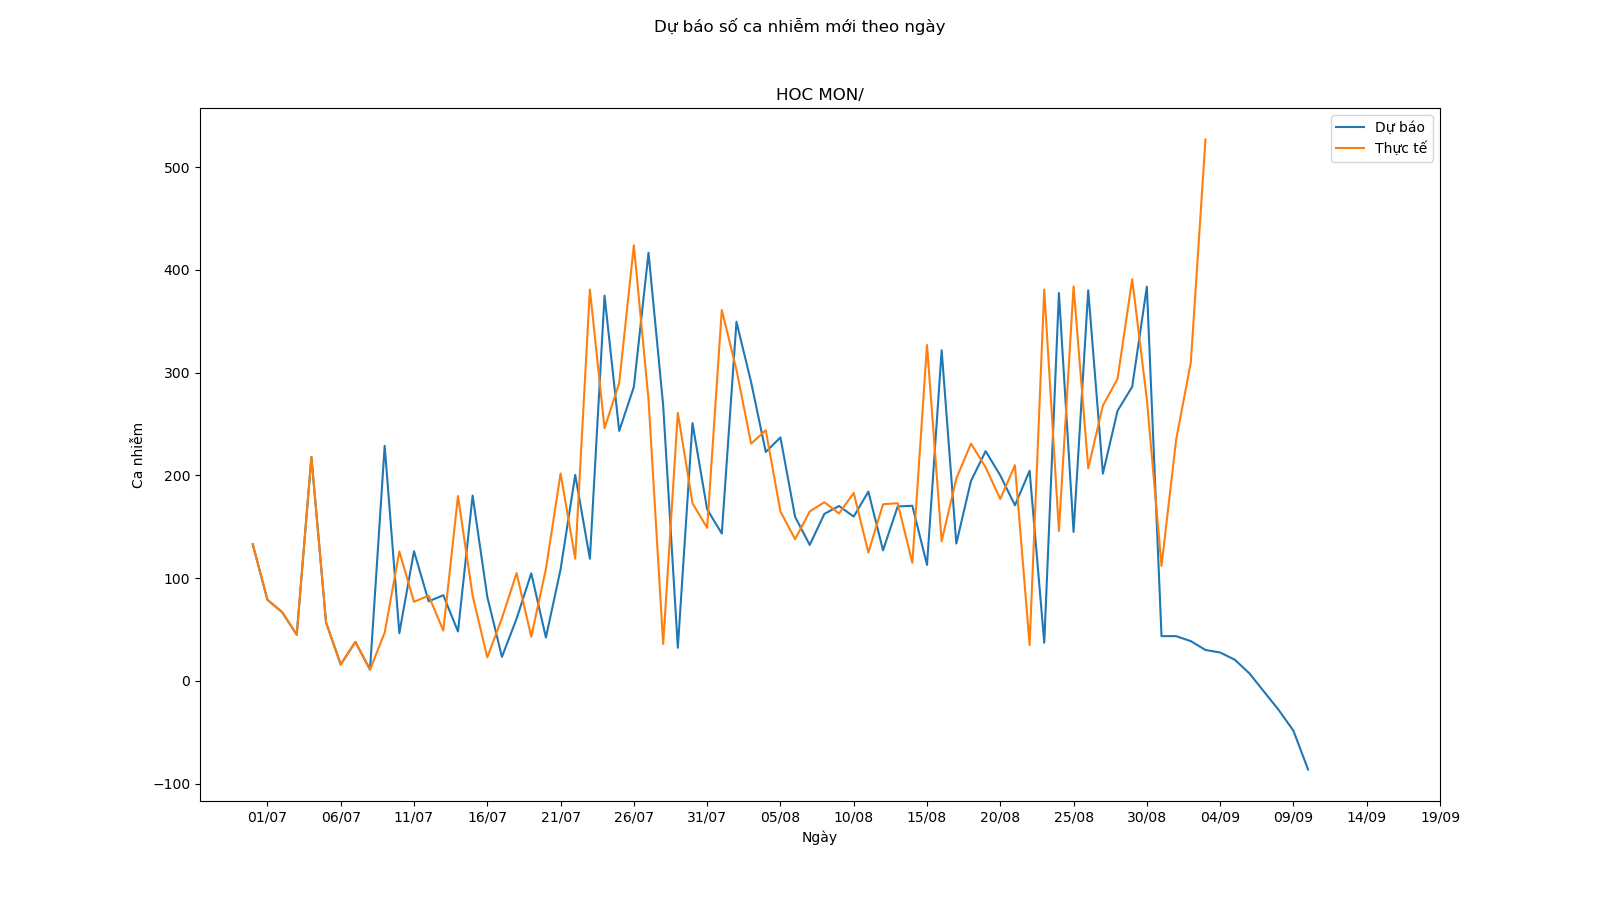 Dự báo số ca nhiễm mới theo ngày
HOC MON/
Dự báo
Thực tế
500
400
300
200
100
0
−100
Ca nhiễm
01/07 06/07 11/07 16/07 21/07 26/07 31/07 05/08 10/08 15/08 20/08 25/08 30/08 04/09 09/09 14/09 19/09
Ngày